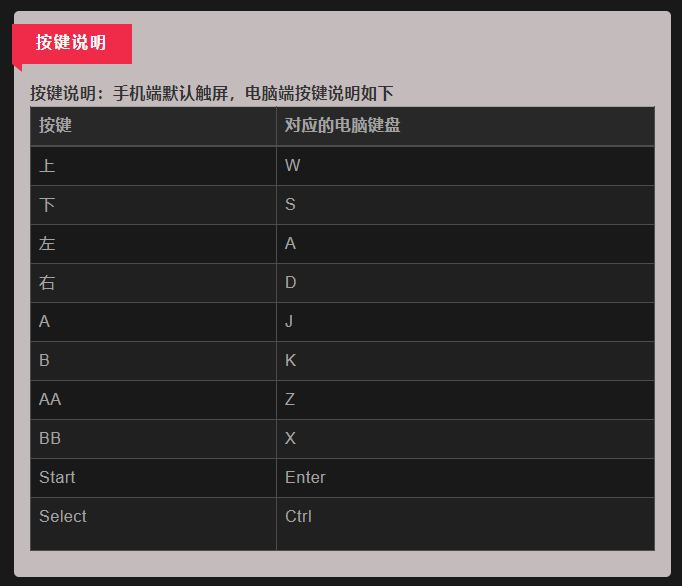 按键说明
按键说明：手机端默认触屏，电脑端按键说明如下
按键 对应的电脑键盘
上 W
下 S
左 A
右 D
A J
B K
AA Z
BB X
Start Enter
Select Ctrl